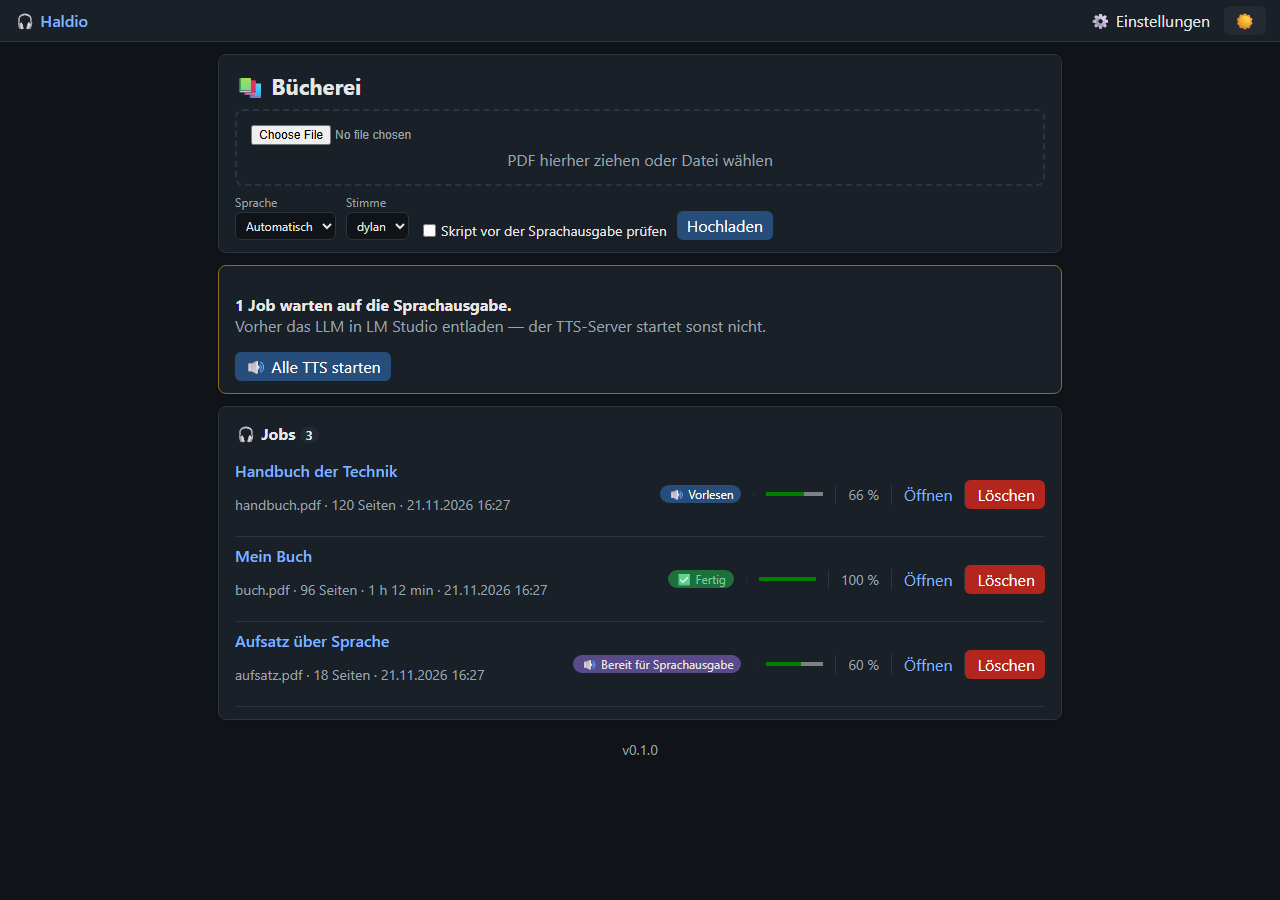 Haldio
Einstellungen
Bücherei
Choose File No file chosen
PDF hierher ziehen oder Datei wählen
Sprache Stimme
Automatisch dylan Skript vor der Sprachausgabe prüfen Hochladen
1 Job warten auf die Sprachausgabe.
Vorher das LLM in LM Studio entladen — der TTS-Server startet sonst nicht.
Alle TTS starten
Jobs 3
Handbuch der Technik
handbuch.pdf · 120 Seiten · 21.11.2026 16:27
Vorlesen 66 % Öffnen Löschen
Mein Buch
buch.pdf · 96 Seiten · 1 h 12 min · 21.11.2026 16:27
Fertig 100 % Öffnen Löschen
Aufsatz über Sprache
aufsatz.pdf · 18 Seiten · 21.11.2026 16:27
Bereit für Sprachausgabe 60 % Öffnen Löschen
v0.1.0